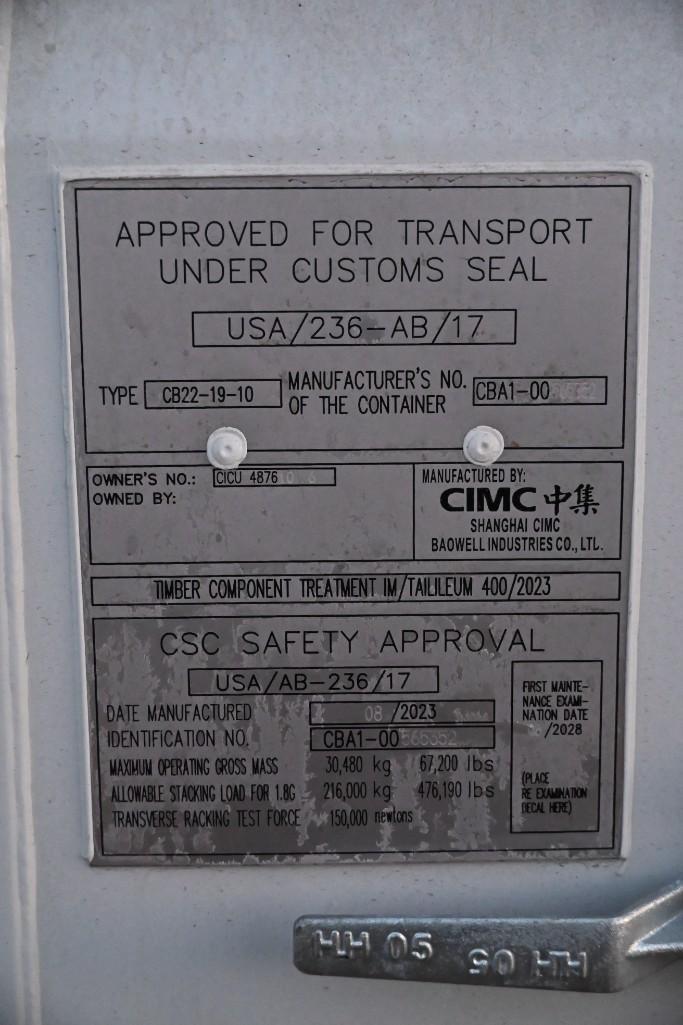 APPROVED FOR TRANSPORT
UNDER CUSTOMS SEAL
USA/236-AB/17
TYPE CB22-19-10
MANUFACTURER'S NO.
OF THE CONTAINER
CBA1-00
OWNER'S NO.: CICU 4876
OWNED BY:
MANUFACTURED BY:
CIMC 中集
SHANGHAI CIMC
BAOWELL INDUSTRIES CO., LTL.
TIMBER COMPONENT TREATMENT IM/TAILILEUM 400/2023
CSC SAFETY APPROVAL
USA/AB-236/17
DATE MANUFACTURED 08/2023
IDENTIFICATION NO. CBA1-00565352
MAXIMUM OPERATING GROSS MASS 30,480 kg 67,200 lbs
ALLOWABLE STACKING LOAD FOR 1.8G 216,000 kg 476,190 lbs
TRANSVERSE RACKING TEST FORCE 150,000 newtons
FIRST MAINTE-
NANCE EXAMI-
NATION DATE
/2028
(PLACE
RE EXAMINATION
DECAL HERE)
HH 05 50 HH